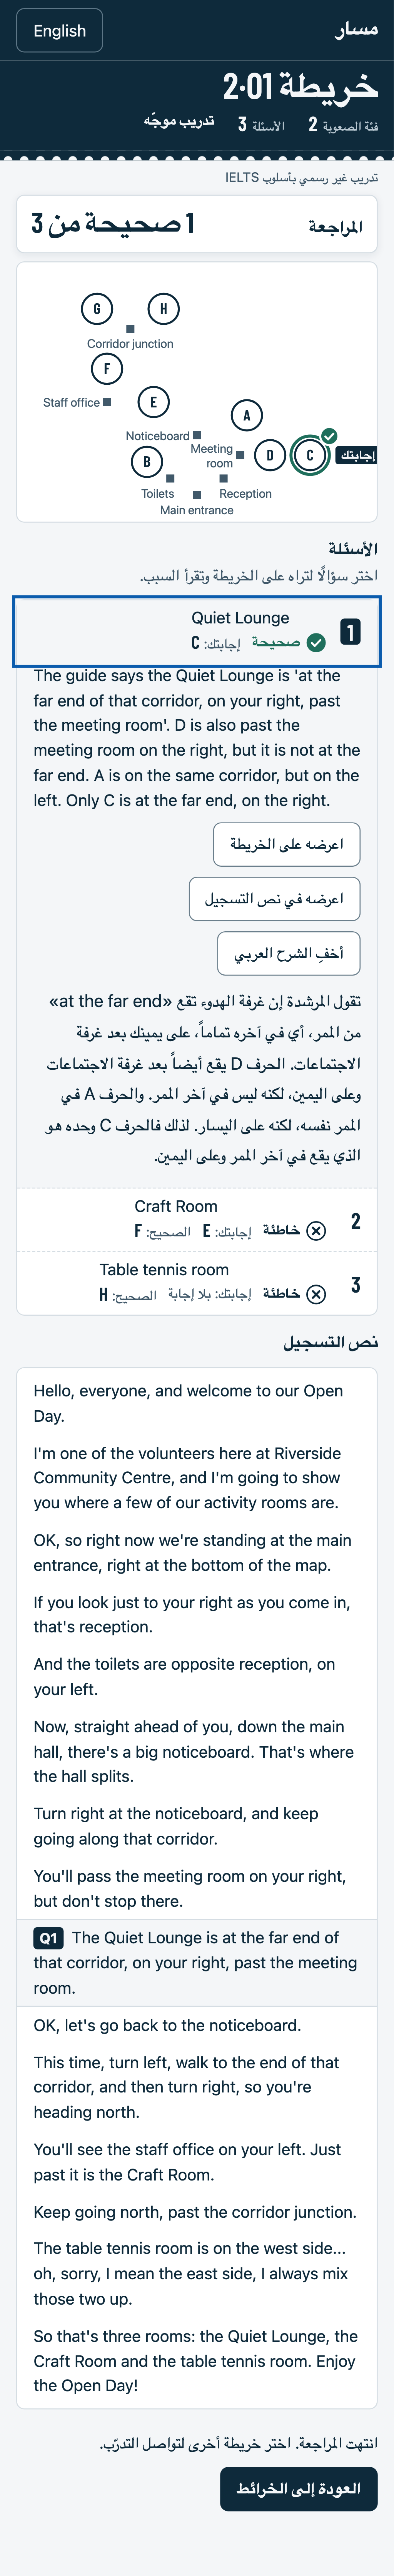 English
مسار
خريطة 2·01
فئة الصعوبة 2 الأسئلة 3 تدريب موجّه
تدريب غير رسمي بأسلوب IELTS
المراجعة
1 صحيحة من 3
G
H
Corridor junction
F
Staff office
E
A
Noticeboard
Meeting
room
B
D
C
إجابتك
Toilets
Reception
Main entrance
الأسئلة
اختر سؤالًا لتراه على الخريطة وتقرأ السبب.
1
Quiet Lounge
صحيحة إجابتك: C
The guide says the Quiet Lounge is 'at the
far end of that corridor, on your right, past
the meeting room'. D is also past the
meeting room on the right, but it is not at the
far end. A is on the same corridor, but on the
left. Only C is at the far end, on the right.
اعرضه على الخريطة
اعرضه في نص التسجيل
أخفِ الشرح العربي
تقول المرشدة إن غرفة الهدوء تقع «at the far end»
من الممر، أي في آخره تماماً، على يمينك بعد غرفة
الاجتماعات. الحرف D يقع أيضاً بعد غرفة الاجتماعات
وعلى اليمين، لكنه ليس في آخر الممر. والحرف A في
الممر نفسه، لكنه على اليسار. لذلك فالحرف C وحده هو
الذي يقع في آخر الممر وعلى اليمين.
2
Craft Room
خاطئة إجابتك: E الصحيح: F
3
Table tennis room
خاطئة إجابتك: بلا إجابة الصحيح: H
نص التسجيل
Hello, everyone, and welcome to our Open
Day.
I'm one of the volunteers here at Riverside
Community Centre, and I'm going to show
you where a few of our activity rooms are.
OK, so right now we're standing at the main
entrance, right at the bottom of the map.
If you look just to your right as you come in,
that's reception.
And the toilets are opposite reception, on
your left.
Now, straight ahead of you, down the main
hall, there's a big noticeboard. That's where
the hall splits.
Turn right at the noticeboard, and keep
going along that corridor.
You'll pass the meeting room on your right,
but don't stop there.
Q1 The Quiet Lounge is at the far end of
that corridor, on your right, past the meeting
room.
OK, let's go back to the noticeboard.
This time, turn left, walk to the end of that
corridor, and then turn right, so you're
heading north.
You'll see the staff office on your left. Just
past it is the Craft Room.
Keep going north, past the corridor junction.
The table tennis room is on the west side...
oh, sorry, I mean the east side, I always mix
those two up.
So that's three rooms: the Quiet Lounge, the
Craft Room and the table tennis room. Enjoy
the Open Day!
انتهت المراجعة. اختر خريطة أخرى لتواصل التدرّب.
العودة إلى الخرائط